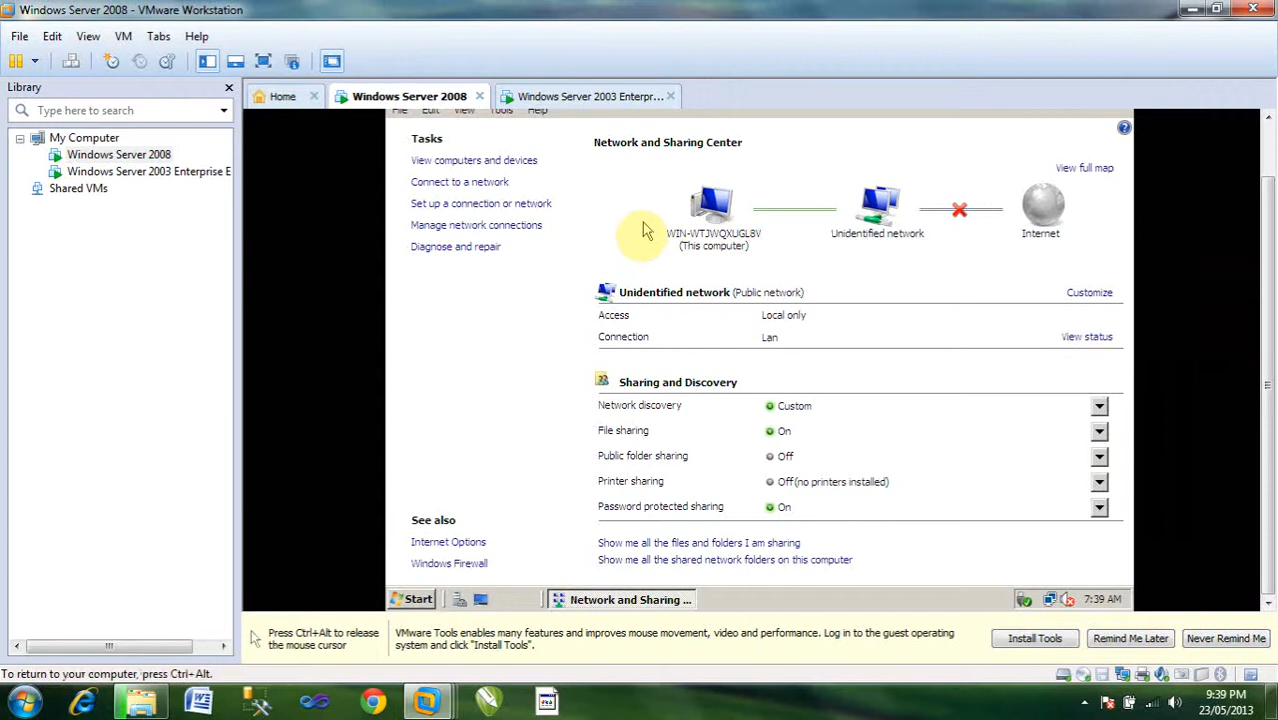 Windows Server 2008 - VMware Workstation
File Edit View VM Tabs Help
Library
Type here to search
My Computer
Windows Server 2008
Windows Server 2003 Enterprise E
Shared VMs
Home
Windows Server 2008
Windows Server 2003 Enterpr...
File Edit View Tools Help
Tasks
View computers and devices
Connect to a network
Set up a connection or network
Manage network connections
Diagnose and repair
See also
Internet Options
Windows Firewall
Network and Sharing Center
View full map
WIN-WTJWQXUGL8V
(This computer)
Unidentified network
Internet
Unidentified network (Public network)
Customize
Access Local only
Connection Lan View status
Sharing and Discovery
Network discovery Custom
File sharing On
Public folder sharing Off
Printer sharing Off (no printers installed)
Password protected sharing On
Show me all the files and folders I am sharing
Show me all the shared network folders on this computer
Start
Network and Sharing ...
7:39 AM
Press Ctrl+Alt to release
the mouse cursor
VMware Tools enables many features and improves mouse movement, video and performance. Log in to the guest operating
system and click "Install Tools".
Install Tools
Remind Me Later
Never Remind Me
To return to your computer, press Ctrl+Alt.
9:39 PM
23/05/2013